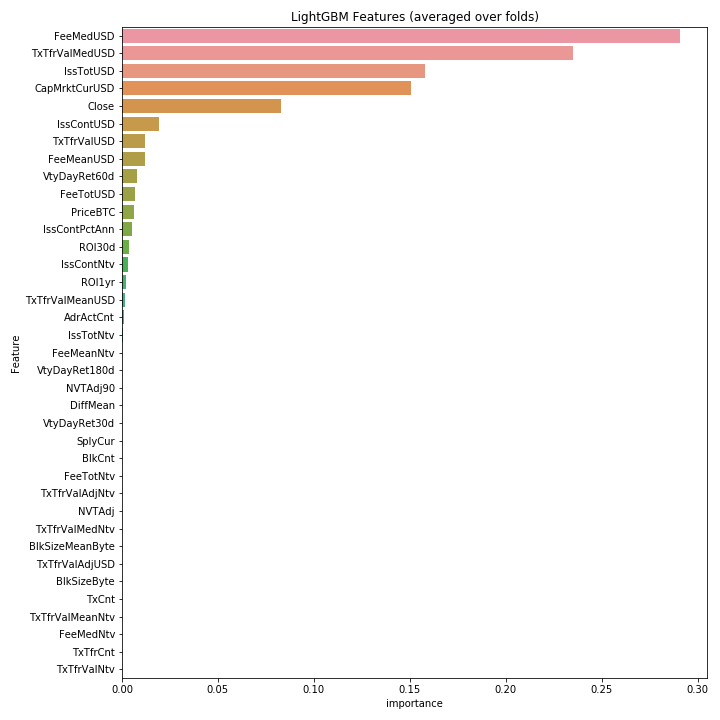 LightGBM Features (averaged over folds)
FeeMedUSD
TxTfrValMedUSD
IssTotUSD
CapMrktCurUSD
Close
IssContUSD
TxTfrValUSD
FeeMeanUSD
VtyDayRet60d
FeeTotUSD
PriceBTC
IssContPctAnn
ROI30d
IssContNtv
ROI1yr
TxTfrValMeanUSD
AdrActCnt
IssTotNtv
FeeMeanNtv
VtyDayRet180d
NVTAdj90
DiffMean
VtyDayRet30d
SplyCur
BlkCnt
FeeTotNtv
TxTfrValAdjNtv
NVTAdj
TxTfrValMedNtv
BlkSizeMeanByte
TxTfrValAdjUSD
BlkSizeByte
TxCnt
TxTfrValMeanNtv
FeeMedNtv
TxTfrCnt
TxTfrValNtv
Feature
0.00 0.05 0.10 0.15 0.20 0.25 0.30
importance